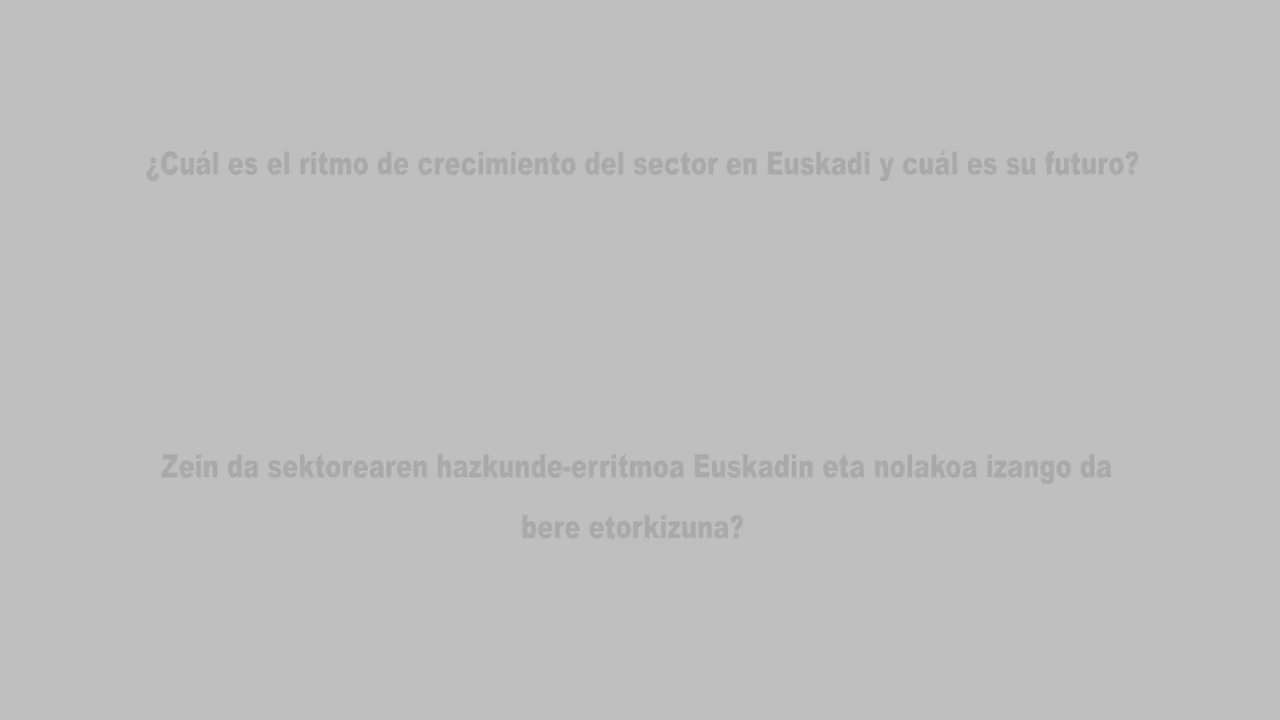 ¿Cuál es el ritmo de crecimiento del sector en Euskadi y cuál es su futuro?
Zein da sektorearen hazkunde-erritmoa Euskadin eta nolakoa izango da
bere etorkizuna?